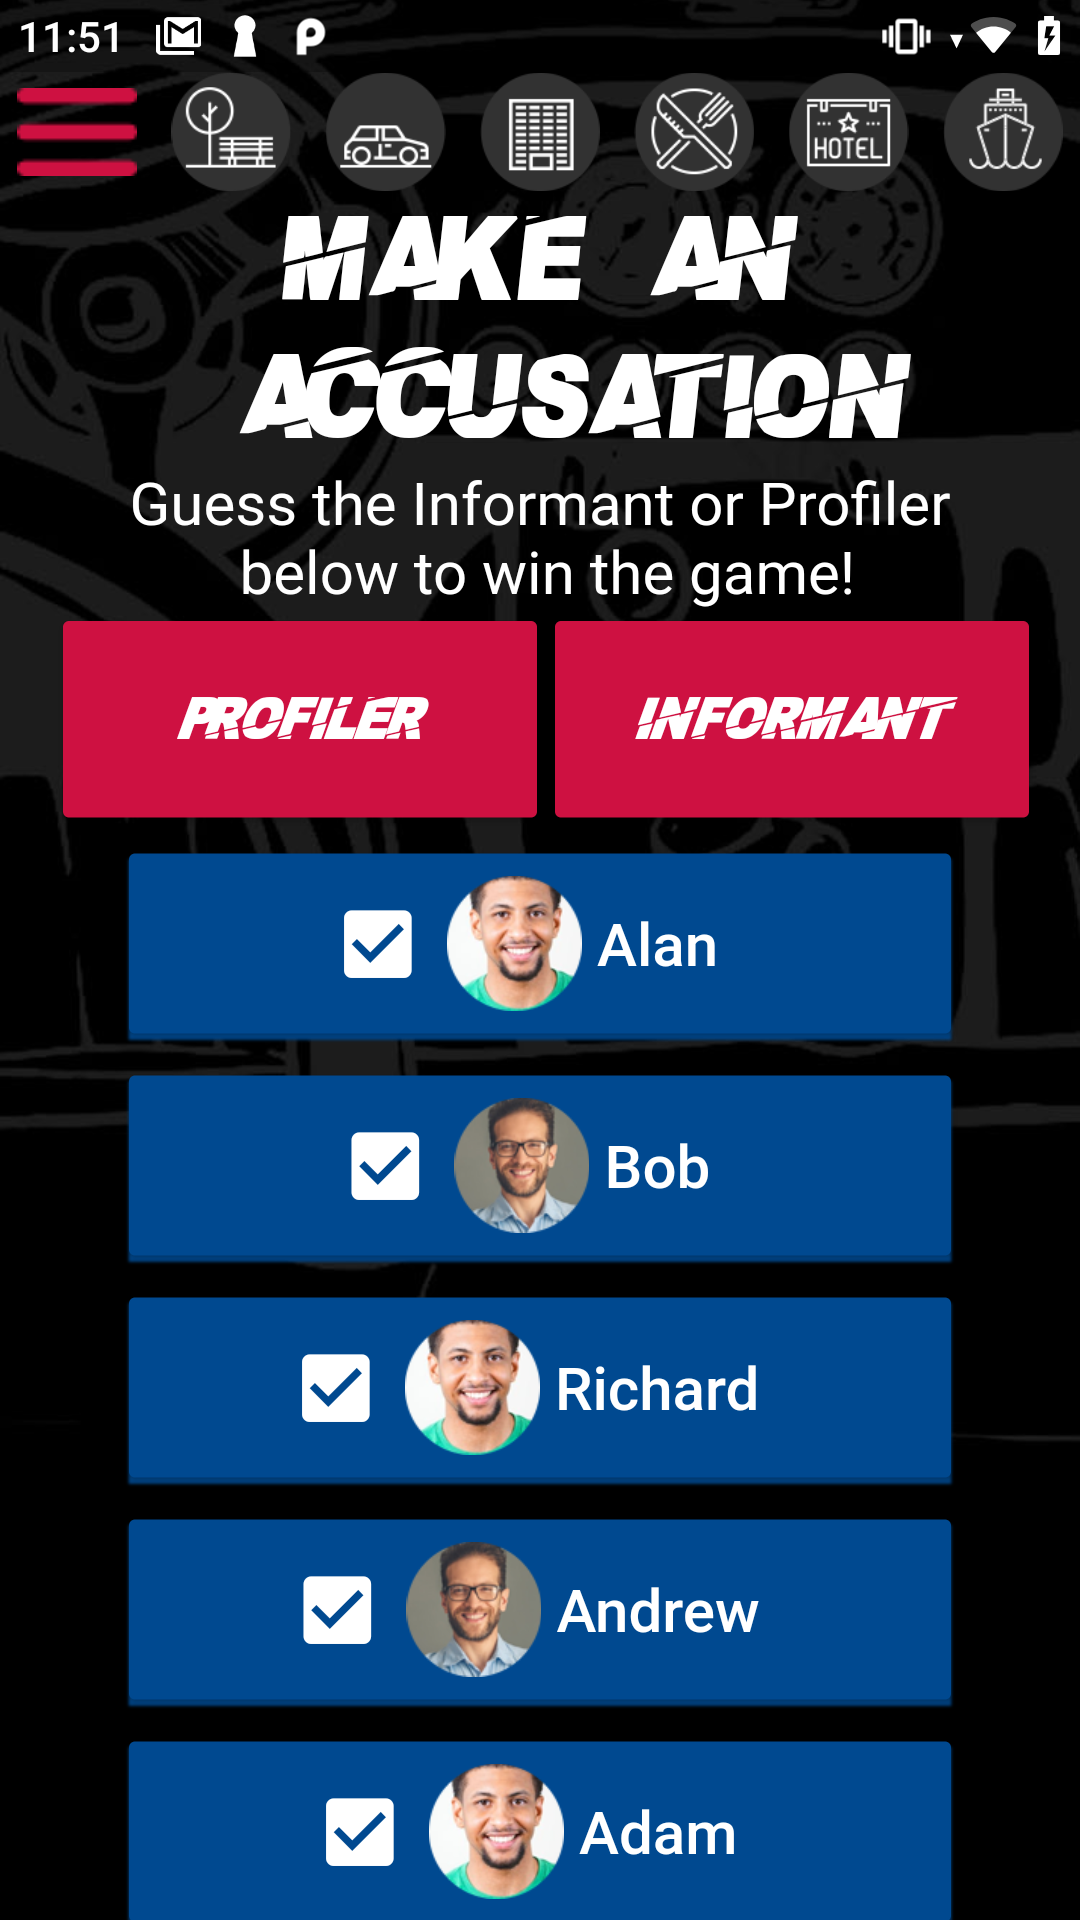 11:51
HOTEL
MAKE AN
ACCUSATION
Guess the Informant or Profiler
below to win the game!
PROFILER
INFORMANT
Alan
Bob
Richard
Andrew
Adam